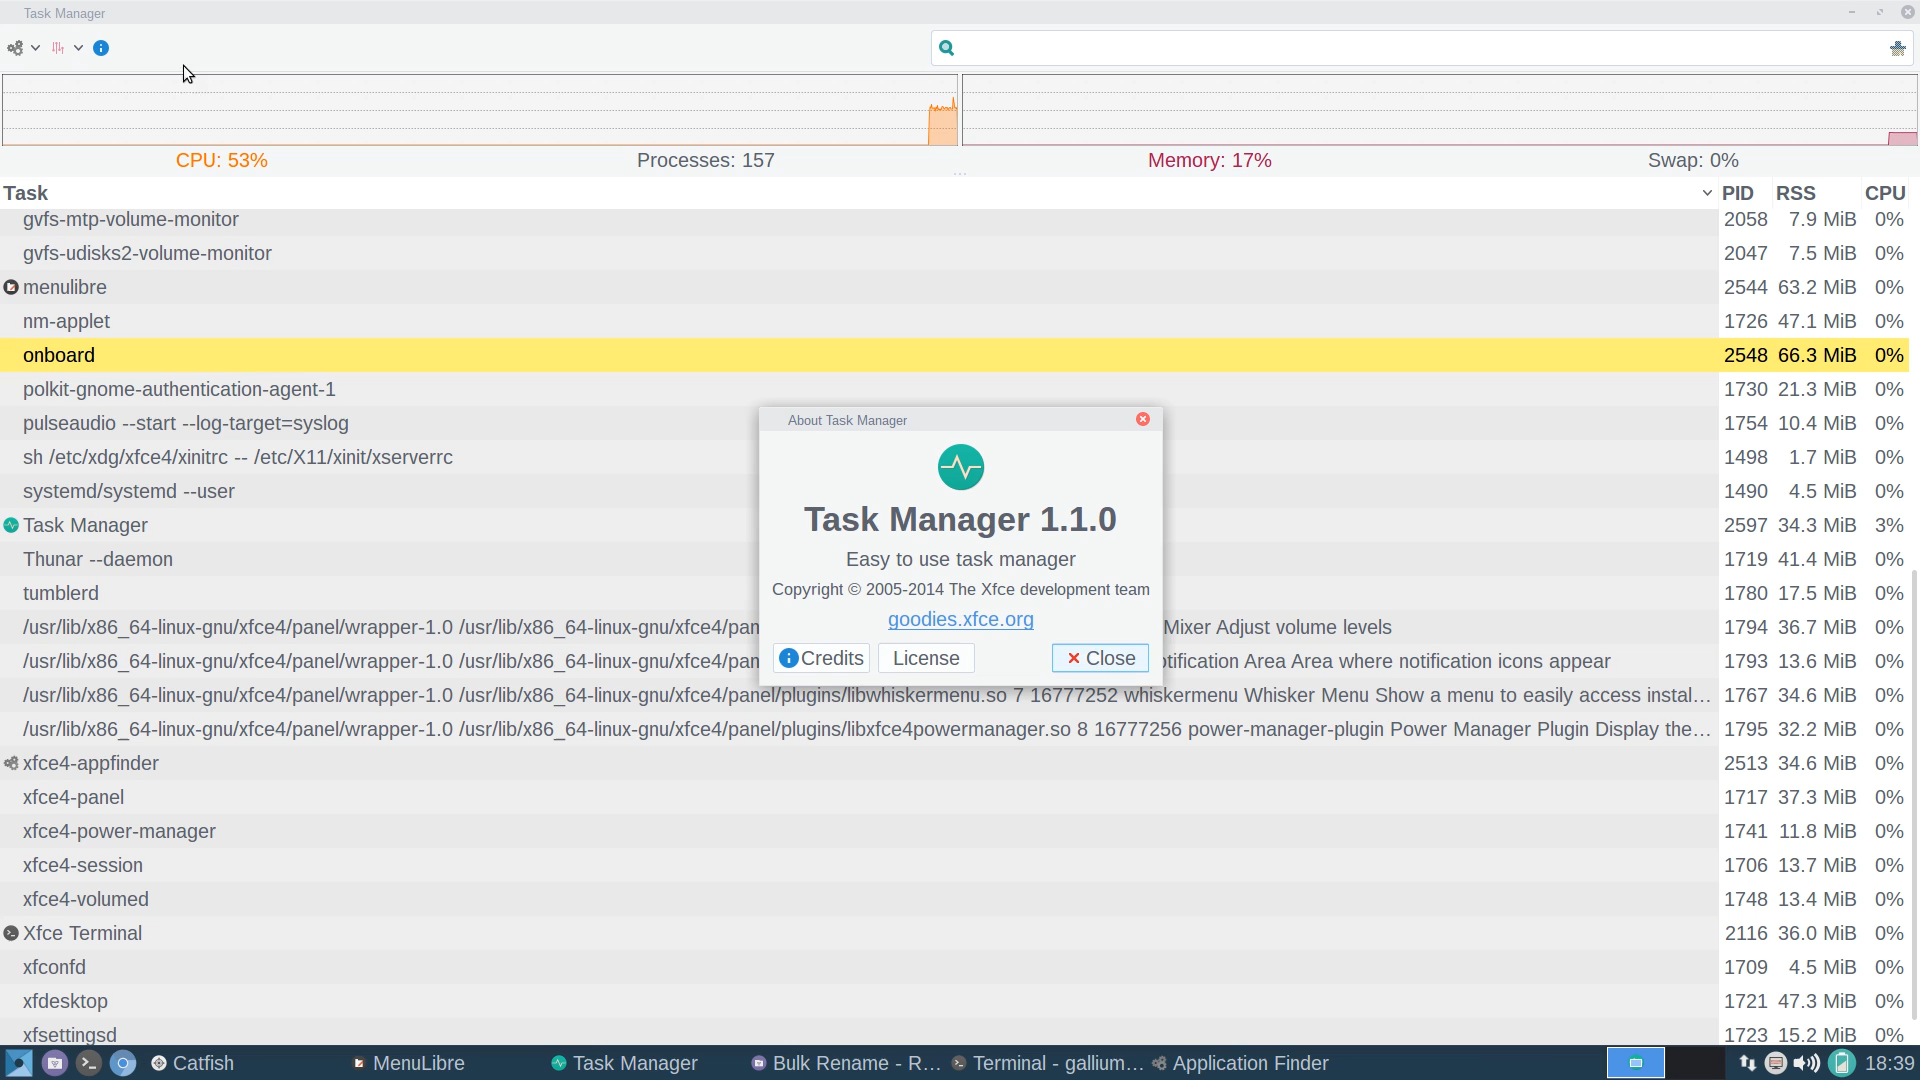 Task Manager
CPU: 53%
Processes: 157
Memory: 17%
Swap: 0%
Task PID RSS CPU
gvfs-mtp-volume-monitor 2058 7.9 MiB 0%
gvfs-udisks2-volume-monitor 2047 7.5 MiB 0%
menulibre 2544 63.2 MiB 0%
nm-applet 1726 47.1 MiB 0%
onboard 2548 66.3 MiB 0%
polkit-gnome-authentication-agent-1 1730 21.3 MiB 0%
pulseaudio --start --log-target=syslog 1754 10.4 MiB 0%
sh /etc/xdg/xfce4/xinitrc -- /etc/X11/xinit/xserverrc 1498 1.7 MiB 0%
systemd/systemd --user 1490 4.5 MiB 0%
Task Manager 2597 34.3 MiB 3%
Thunar --daemon 1719 41.4 MiB 0%
tumblerd 1780 17.5 MiB 0%
/usr/lib/x86_64-linux-gnu/xfce4/panel/wrapper-1.0 /usr/lib/x86_64-linux-gnu/xfce4/pan Mixer Adjust volume levels 1794 36.7 MiB 0%
/usr/lib/x86_64-linux-gnu/xfce4/panel/wrapper-1.0 /usr/lib/x86_64-linux-gnu/xfce4/pan otification Area Area where notification icons appear 1793 13.6 MiB 0%
/usr/lib/x86_64-linux-gnu/xfce4/panel/wrapper-1.0 /usr/lib/x86_64-linux-gnu/xfce4/panel/plugins/libwhiskermenu.so 7 16777252 whiskermenu Whisker Menu Show a menu to easily access instal... 1767 34.6 MiB 0%
/usr/lib/x86_64-linux-gnu/xfce4/panel/wrapper-1.0 /usr/lib/x86_64-linux-gnu/xfce4/panel/plugins/libxfce4powermanager.so 8 16777256 power-manager-plugin Power Manager Plugin Display the... 1795 32.2 MiB 0%
xfce4-appfinder 2513 34.6 MiB 0%
xfce4-panel 1717 37.3 MiB 0%
xfce4-power-manager 1741 11.8 MiB 0%
xfce4-session 1706 13.7 MiB 0%
xfce4-volumed 1748 13.4 MiB 0%
Xfce Terminal 2116 36.0 MiB 0%
xfconfd 1709 4.5 MiB 0%
xfdesktop 1721 47.3 MiB 0%
xfsettingsd 1723 15.2 MiB 0%
About Task Manager
Task Manager 1.1.0
Easy to use task manager
Copyright © 2005-2014 The Xfce development team
goodies.xfce.org
Credits License Close
Catfish MenuLibre Task Manager Bulk Rename - R... Terminal - gallium... Application Finder 18:39